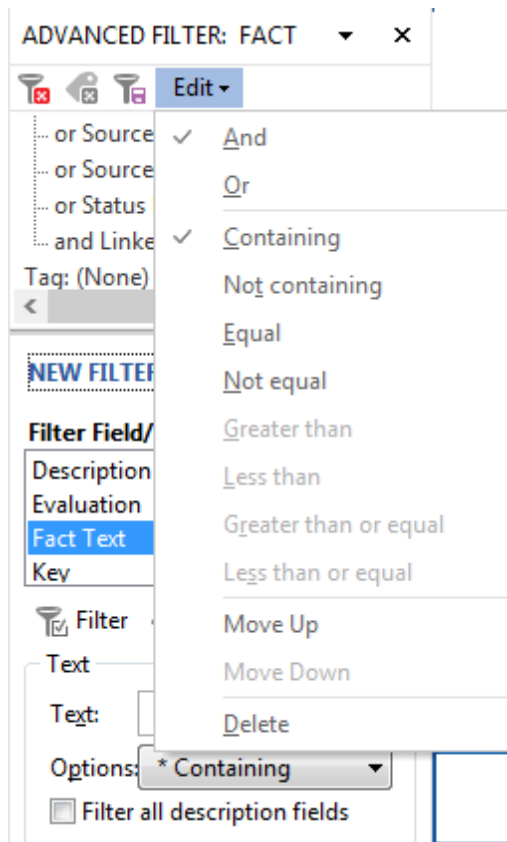 ADVANCED FILTER: FACT
Edit
or Source
And
or Source
Or
or Status
and Linke
Containing
Tag: (None)
Not containing
Equal
NEW FILTER
Not equal
Filter Field/
Greater than
Description
Less than
Evaluation
Fact Text
Greater than or equal
Key
Less than or equal
Filter
Move Up
Text
Move Down
Text:
Delete
Options: * Containing
Filter all description fields